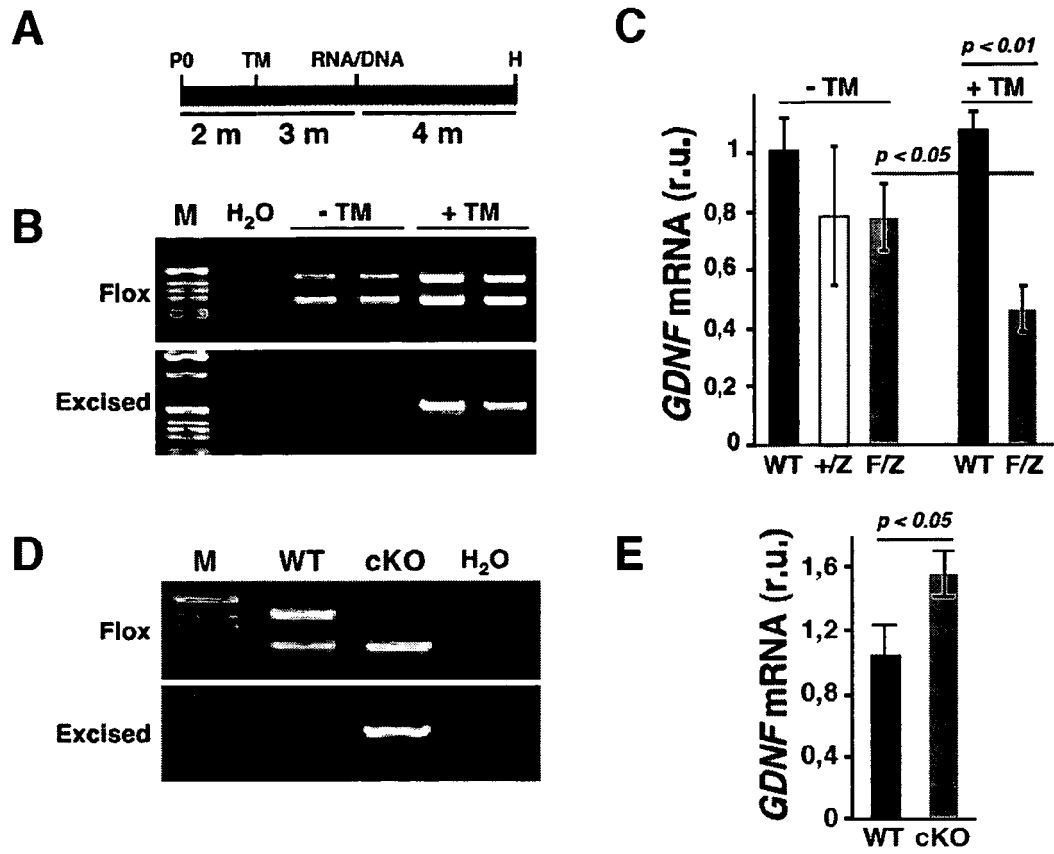 A
P0 TM RNA/DNA H
2 m 3 m 4 m
B
M H₂O - TM + TM
Flox
Excised
C
p < 0.01
- TM + TM
p < 0.05
GDNF mRNA (r.u.)
1
0,8
0,6
0,4
0,2
0
WT +/Z F/Z WT F/Z
D
M WT cKO H₂O
Flox
Excised
E
p < 0.05
GDNF mRNA (r.u.)
1,6
1,2
0,8
0,4
0
WT cKO